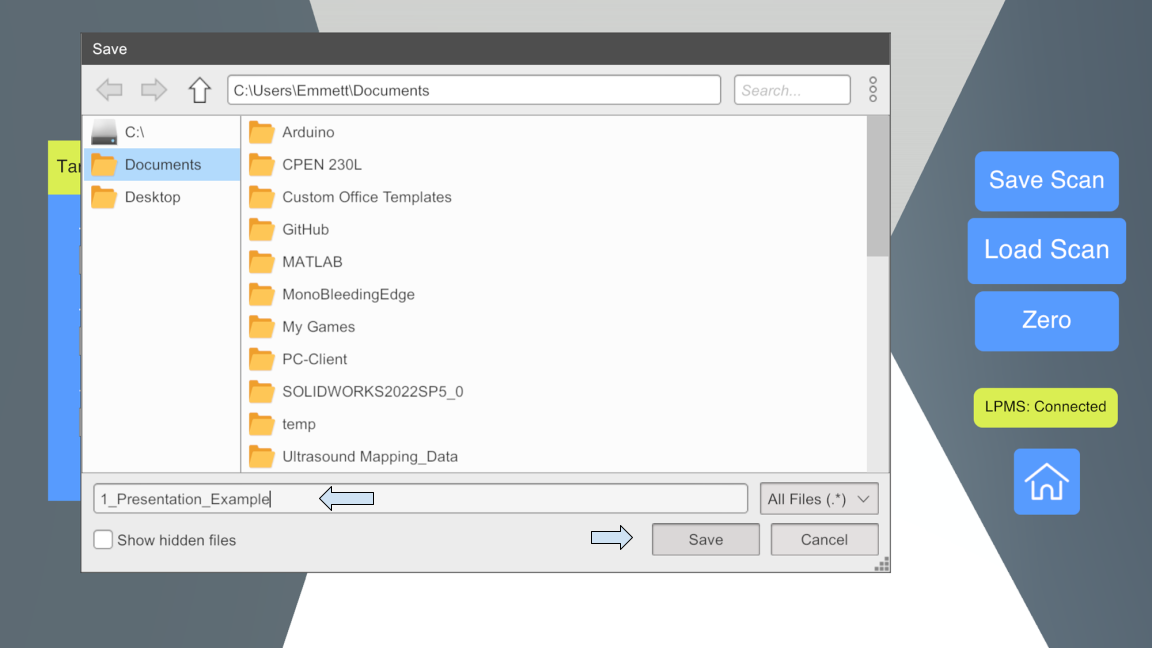 Save
C:\Users\Emmett\Documents
Search...
C:\
Documents
Desktop
Arduino
CPEN 230L
Custom Office Templates
GitHub
MATLAB
MonoBleedingEdge
My Games
PC-Client
SOLIDWORKS2022SP5_0
temp
Ultrasound Mapping_Data
1_Presentation_Example
All Files (.*)
Show hidden files
Save
Cancel
Save Scan
Load Scan
Zero
LPMS: Connected